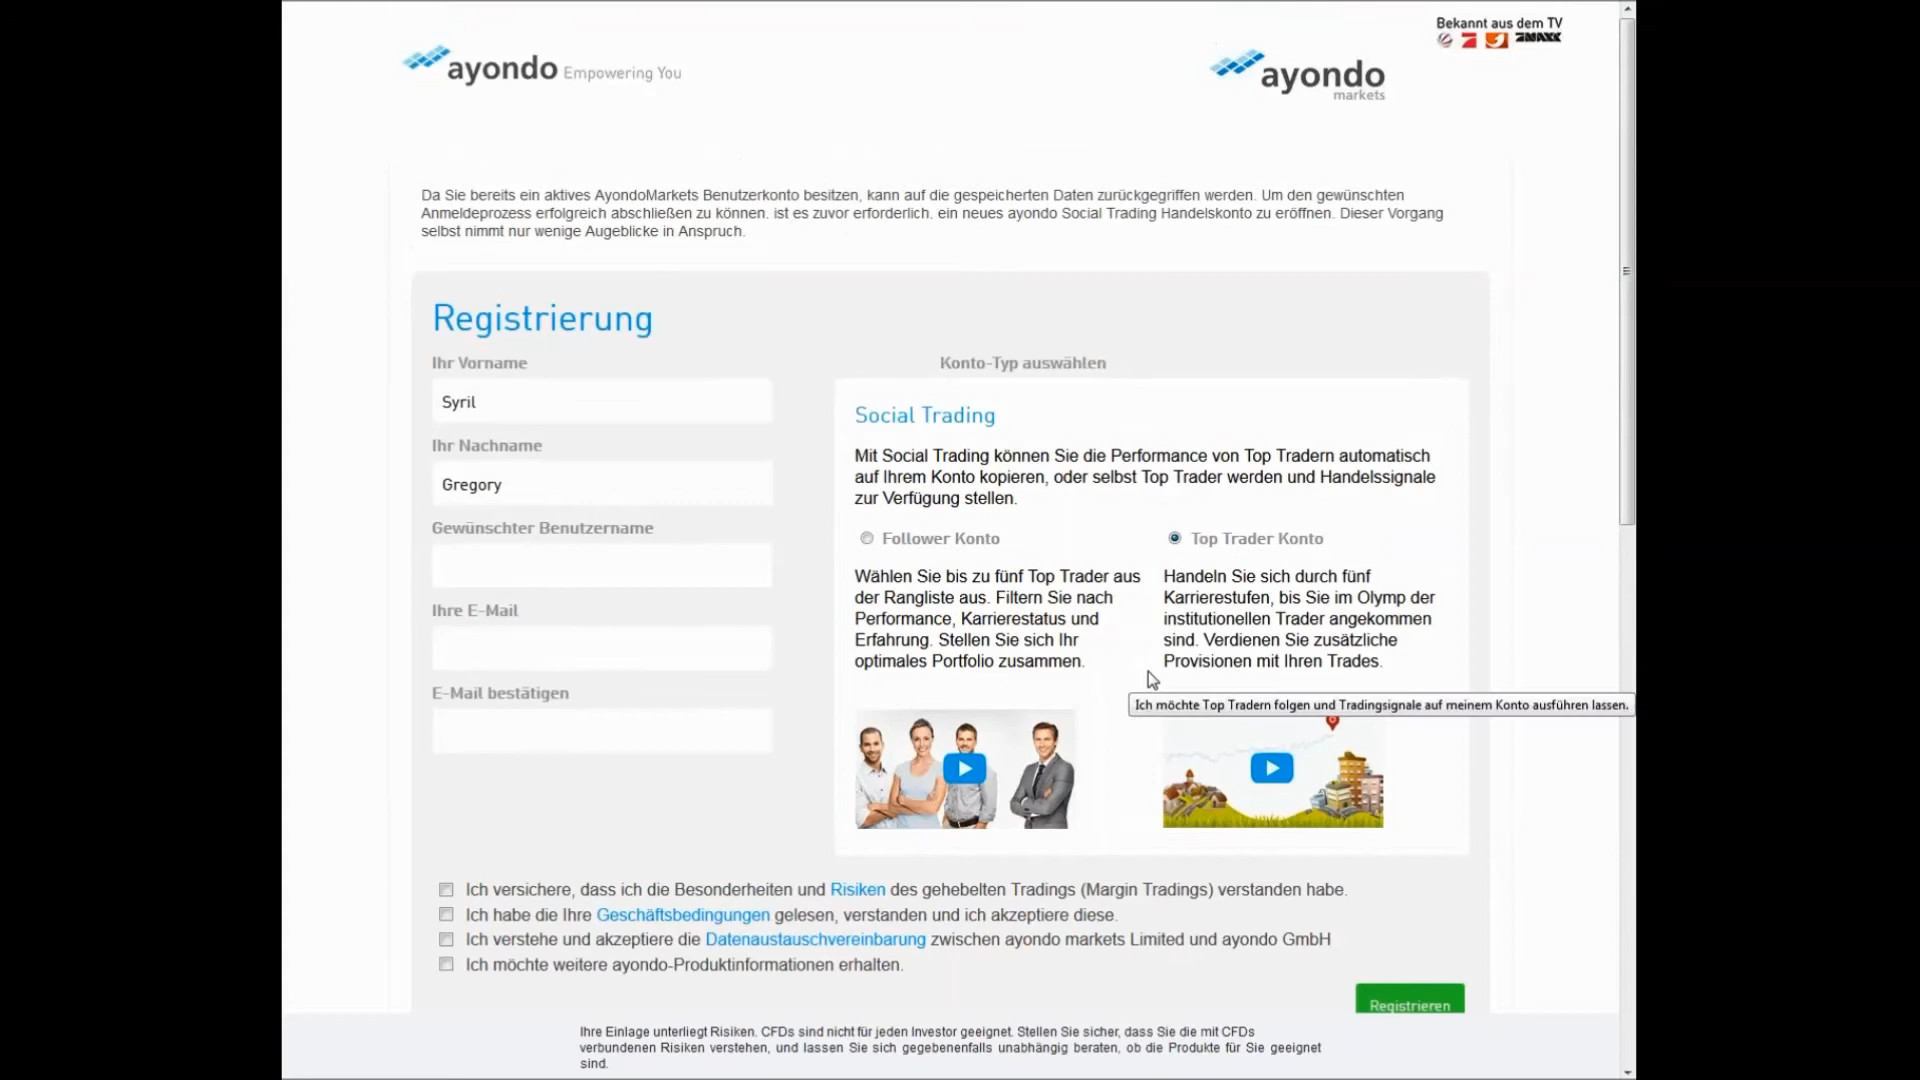 Bekannt aus dem TV
ayondo Empowering You
ayondo
markets
Da Sie bereits ein aktives AyondoMarkets Benutzerkonto besitzen, kann auf die gespeicherten Daten zurückgegriffen werden. Um den gewünschten
Anmeldeprozess erfolgreich abschließen zu können. ist es zuvor erforderlich. ein neues ayondo Social Trading Handelskonto zu eröffnen. Dieser Vorgang
selbst nimmt nur wenige Augeblicke in Anspruch.
Registrierung
Ihr Vorname
Syril
Ihr Nachname
Gregory
Gewünschter Benutzername
Ihre E-Mail
E-Mail bestätigen
Konto-Typ auswählen
Social Trading
Mit Social Trading können Sie die Performance von Top Tradern automatisch
auf Ihrem Konto kopieren, oder selbst Top Trader werden und Handelssignale
zur Verfügung stellen.
Follower Konto
Wählen Sie bis zu fünf Top Trader aus
der Rangliste aus. Filtern Sie nach
Performance, Karrierestatus und
Erfahrung. Stellen Sie sich Ihr
optimales Portfolio zusammen.
Top Trader Konto
Handeln Sie sich durch fünf
Karrierestufen, bis Sie im Olymp der
institutionellen Trader angekommen
sind. Verdienen Sie zusätzliche
Provisionen mit Ihren Trades.
Ich möchte Top Tradern folgen und Tradingsignale auf meinem Konto ausführen lassen.
Ich versichere, dass ich die Besonderheiten und Risiken des gehebelten Tradings (Margin Tradings) verstanden habe.
Ich habe die Ihre Geschäftsbedingungen gelesen, verstanden und ich akzeptiere diese.
Ich verstehe und akzeptiere die Datenaustauschvereinbarung zwischen ayondo markets Limited und ayondo GmbH
Ich möchte weitere ayondo-Produktinformationen erhalten.
Registrieren
Ihre Einlage unterliegt Risiken. CFDs sind nicht für jeden Investor geeignet. Stellen Sie sicher, dass Sie die mit CFDs
verbundenen Risiken verstehen, und lassen Sie sich gegebenenfalls unabhängig beraten, ob die Produkte für Sie geeignet
sind.